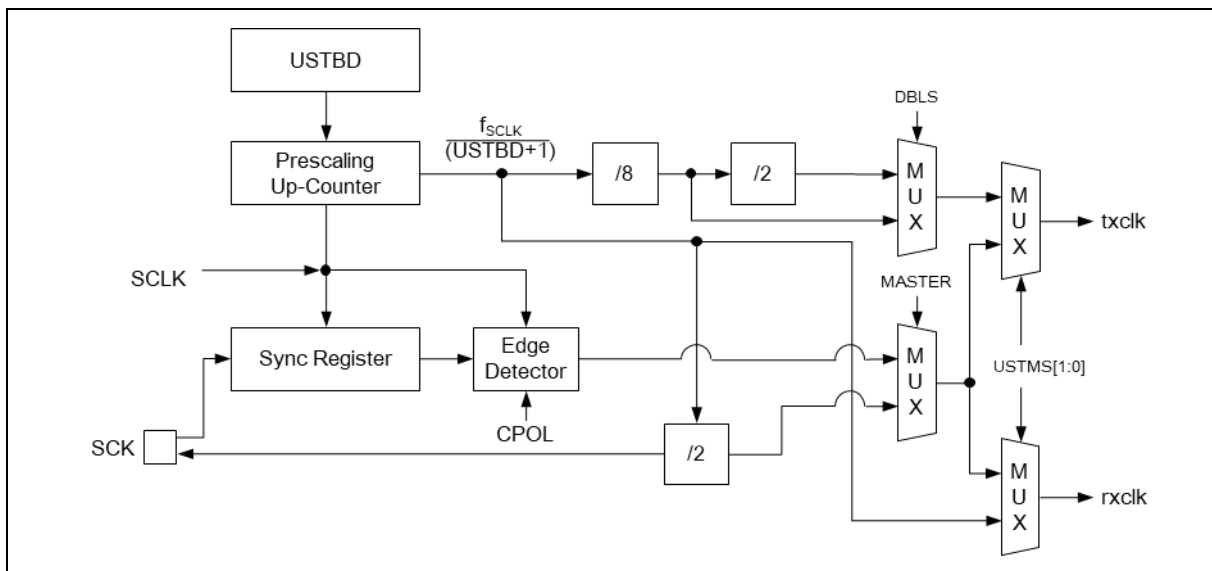 USTBD
Prescaling
Up-Counter
f_SCLK
(USTBD+1)
/8
/2
DBLS
M
U
X
M
U
X
txclk
SCLK
Sync Register
Edge
Detector
MASTER
M
U
X
USTMS[1:0]
CPOL
SCK
/2
M
U
X
rxclk